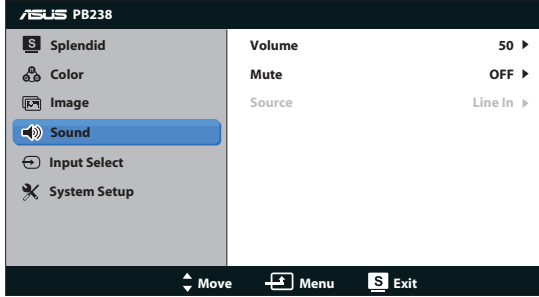 ASUS PB238
S Splendid
Color
Image
Sound
Input Select
System Setup
Volume 50
Mute OFF
Source Line In
Move Menu S Exit